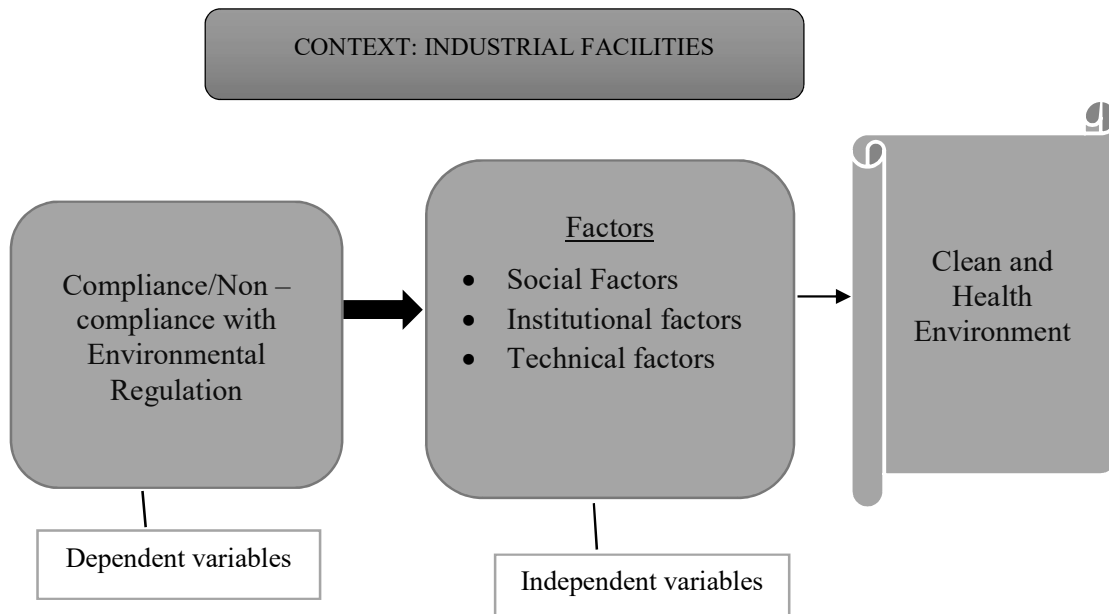 CONTEXT: INDUSTRIAL FACILITIES
Compliance/Non –
compliance with
Environmental
Regulation
Factors
• Social Factors
• Institutional factors
• Technical factors
Clean and
Health
Environment
Dependent variables
Independent variables